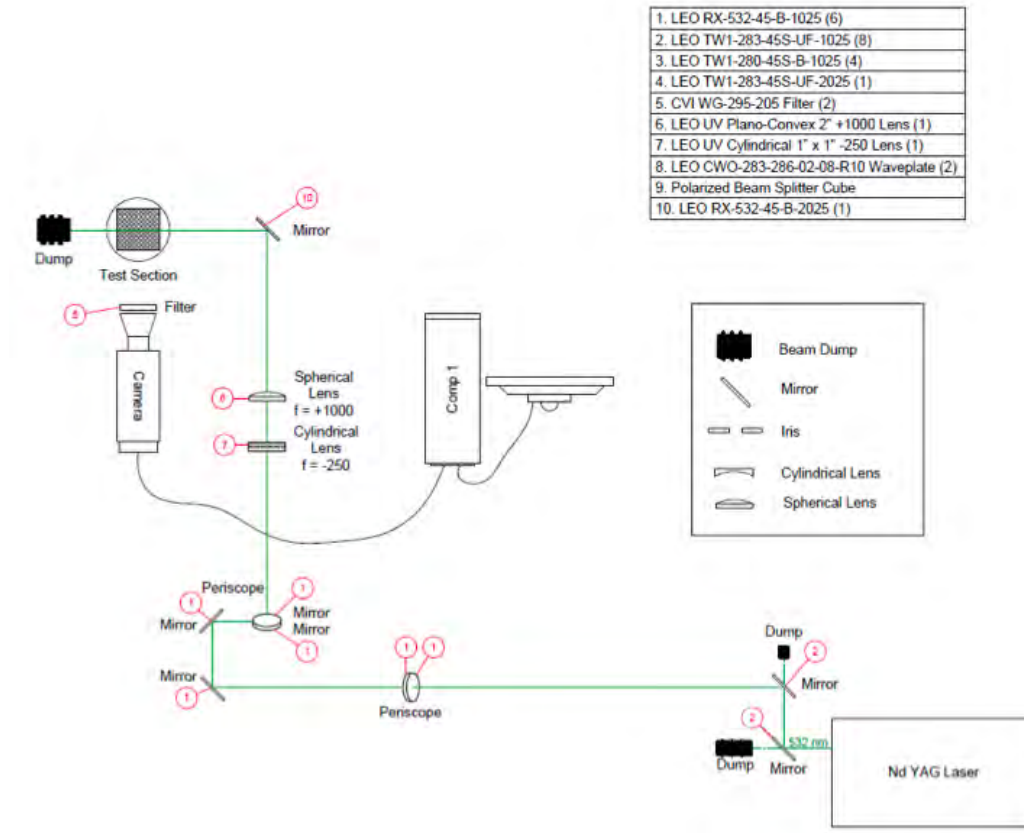 1. LEO RX-532-45-B-1025 (6)
2. LEO TW1-283-45S-UF-1025 (8)
3. LEO TW1-280-45S-B-1025 (4)
4. LEO TW1-283-45S-UF-2025 (1)
5. CVI WG-295-205 Filter (2)
6. LEO UV Plano-Convex 2" +1000 Lens (1)
7. LEO UV Cylindrical 1" x 1" -250 Lens (1)
8. LEO CWO-283-286-02-08-R10 Waveplate (2)
9. Polarized Beam Splitter Cube
10. LEO RX-532-45-B-2025 (1)
10
Mirror
Dump
Test Section
5
Filter
Camera
Spherical
Lens
f = +1000
6
Cylindrical
Lens
f = -250
7
Comp 1
Beam Dump
Mirror
Iris
Cylindrical Lens
Spherical Lens
Periscope
1
1
Mirror
Mirror
Mirror
1
Mirror
1
1
1
Periscope
Dump
2
Mirror
2
532 nm
Dump
Mirror
Nd YAG Laser